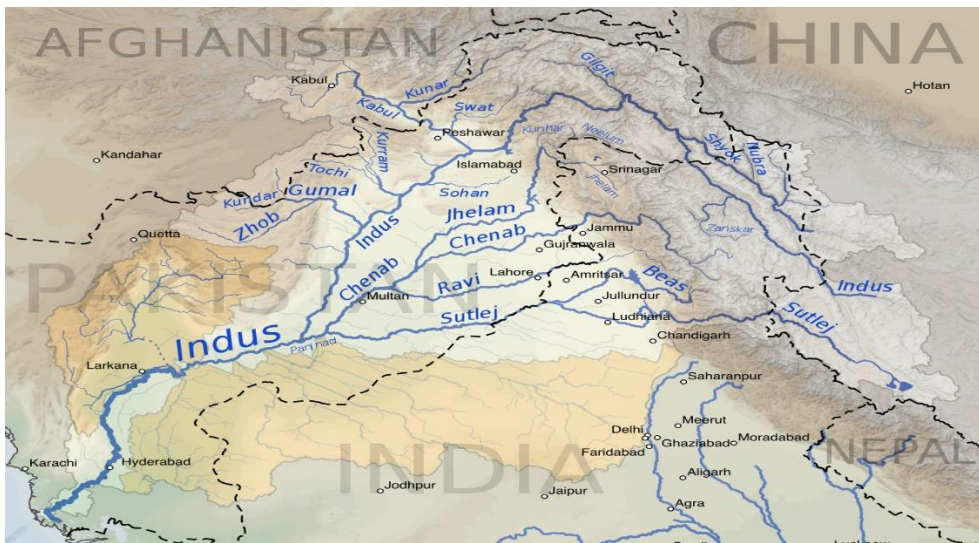 AFGHANISTAN
CHINA
Kabul
Kunar
Gilgit
Hotan
Kabul
Swat
Peshawar
Kunhar
Neelum
Shyok
Nubra
Kandahar
Kurram
Tochi
Islamabad
Srinagar
Kundar
Gumal
Sohan
Jhelam
Zhob
Indus
Jhelam
Zanskar
Quetta
Chenab
Jammu
Gujranwala
PAKISTAN
Chenab
Lahore
Amritsar
Beas
Indus
Multan
Ravi
Jullundur
Sutlej
Ludhiana
Sutlej
Indus
Panjnad
Chandigarh
Larkana
Saharanpur
Meerut
Delhi
Ghaziabad
Moradabad
Faridabad
NEPAL
Karachi
Hyderabad
INDIA
Aligarh
Jodhpur
Jaipur
Agra